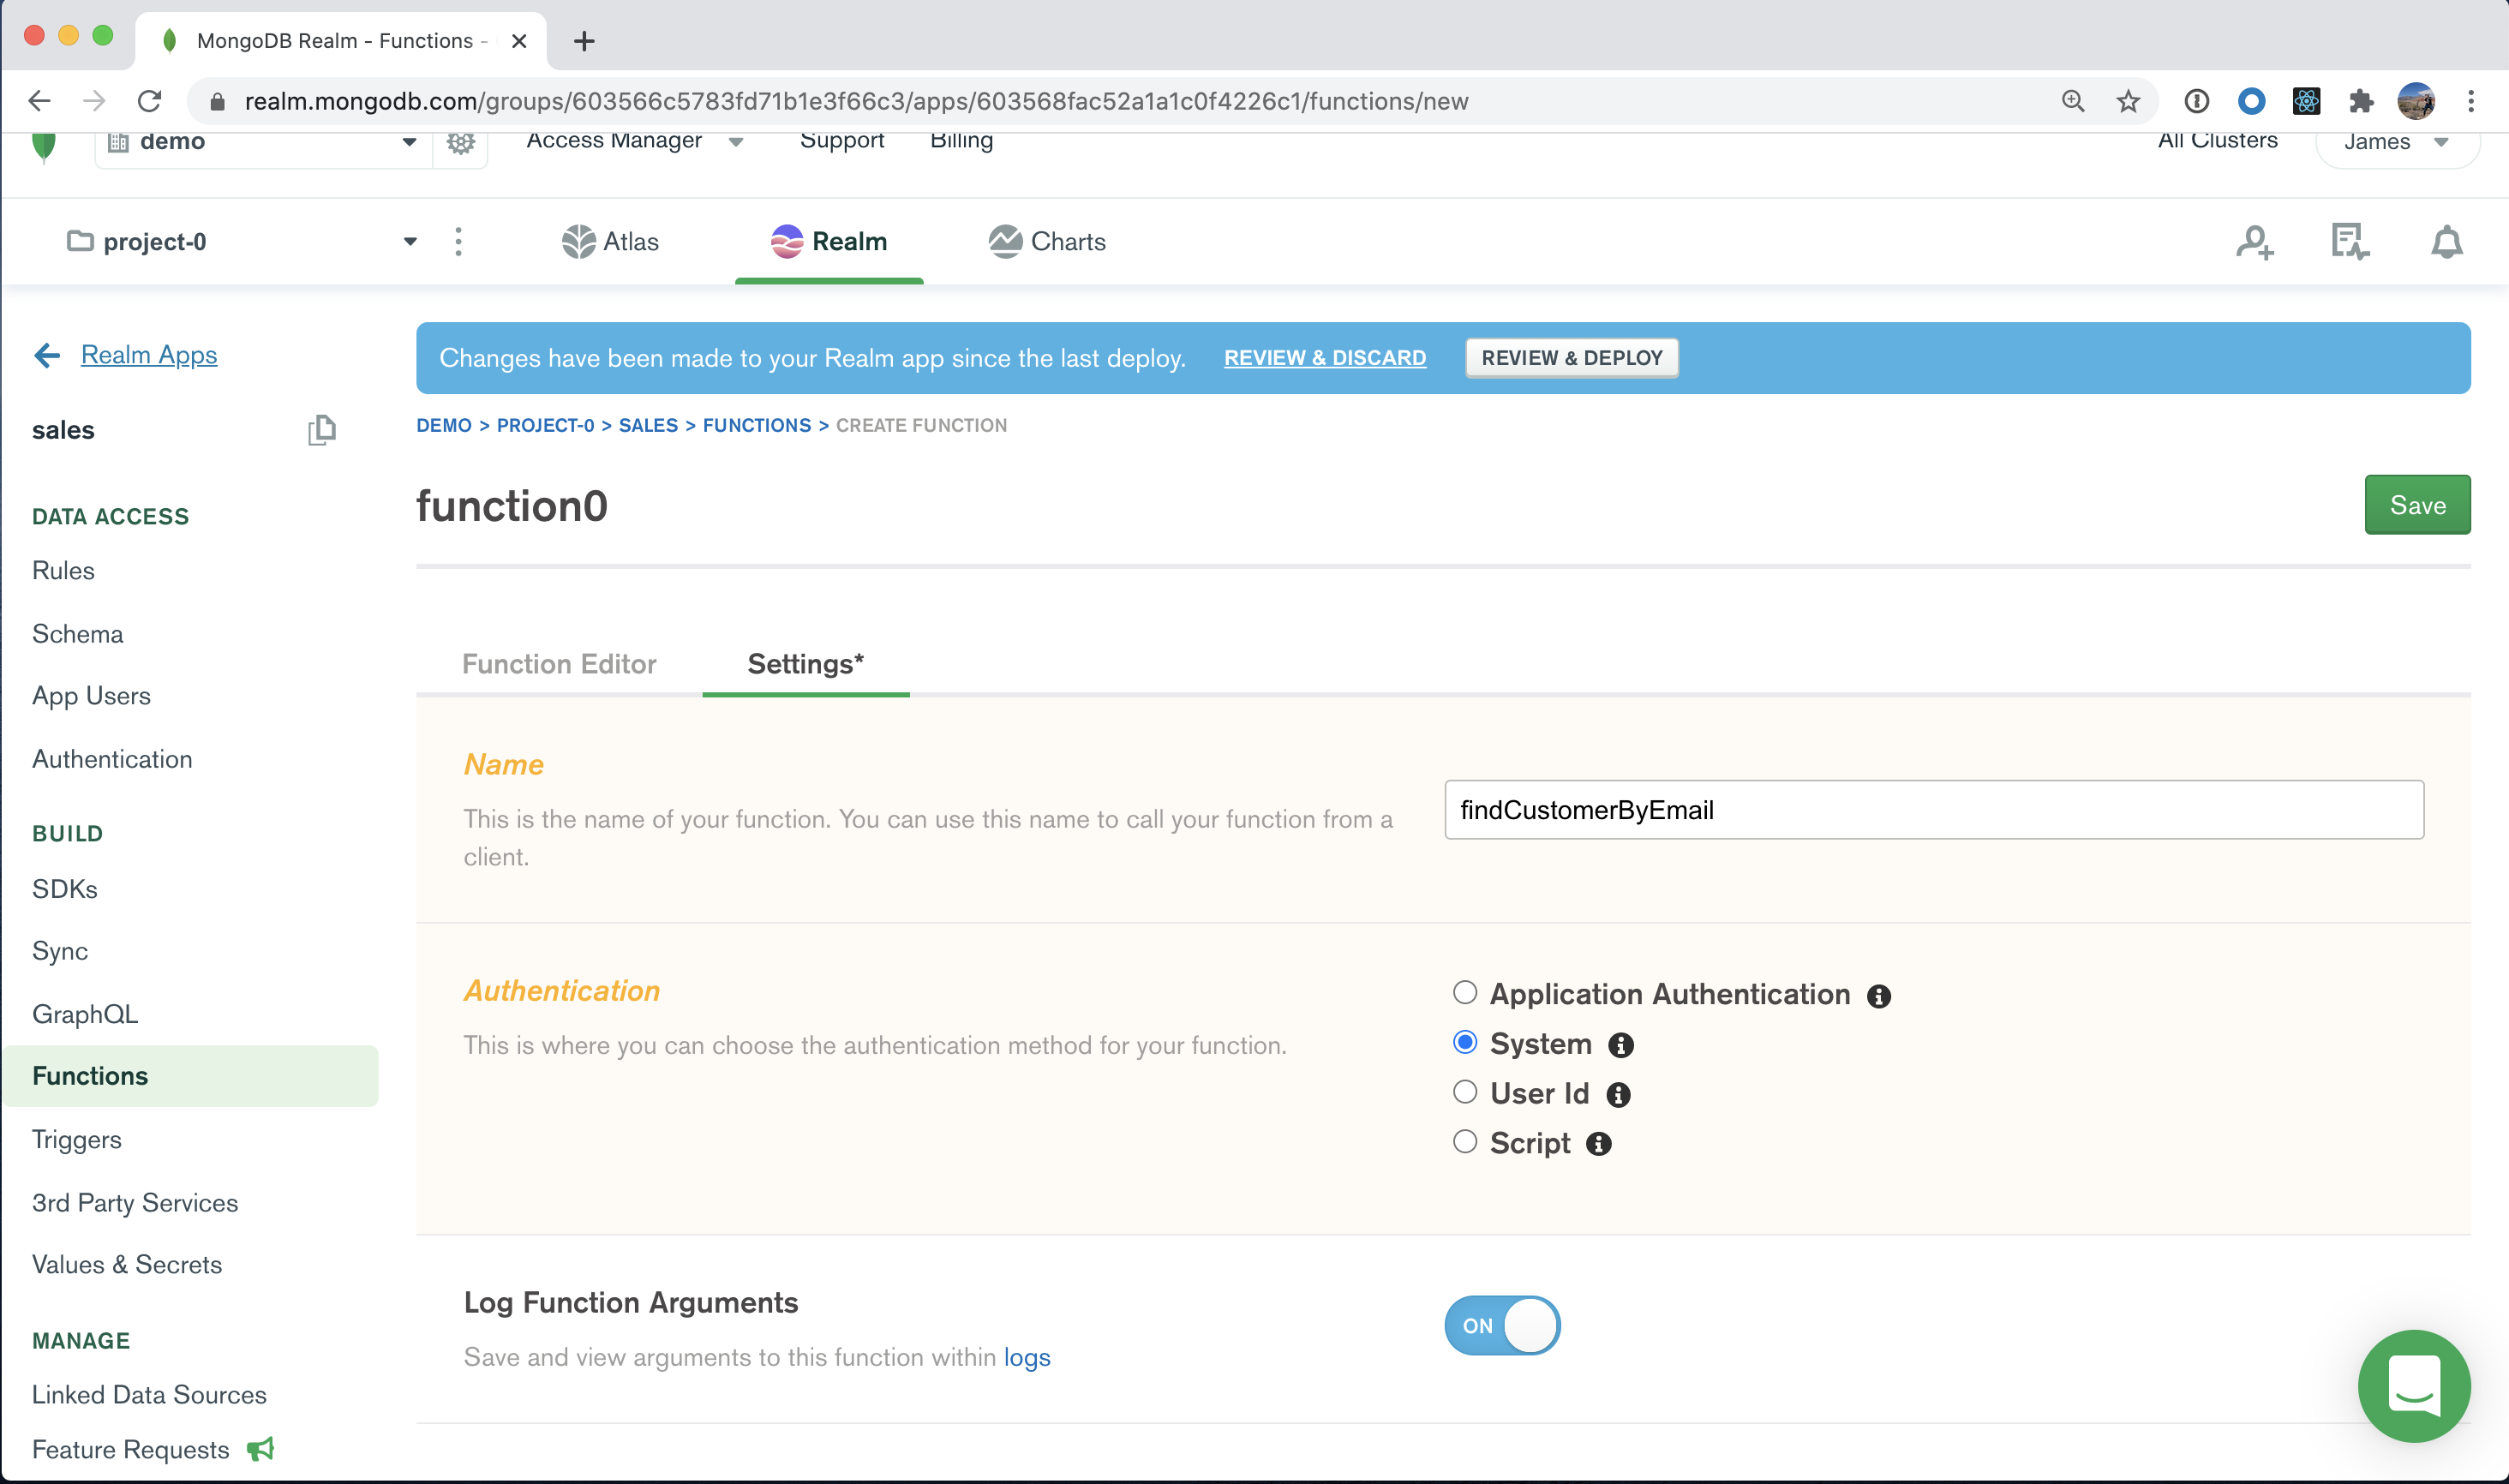 MongoDB Realm - Functions -
realm.mongodb.com/groups/603566c5783fd71b1e3f66c3/apps/603568fac52a1a1c0f4226c1/functions/new
demo
Access Manager
Support
Billing
All Clusters
James
project-0
Atlas
Realm
Charts
Realm Apps
Changes have been made to your Realm app since the last deploy. REVIEW & DISCARD REVIEW & DEPLOY
DEMO > PROJECT-0 > SALES > FUNCTIONS > CREATE FUNCTION
sales
function0
Save
DATA ACCESS
Rules
Schema
App Users
Authentication
BUILD
SDKs
Sync
GraphQL
Functions
Triggers
3rd Party Services
Values & Secrets
MANAGE
Linked Data Sources
Feature Requests
Function Editor
Settings*
Name
This is the name of your function. You can use this name to call your function from a
client.
findCustomerByEmail
Authentication
This is where you can choose the authentication method for your function.
Application Authentication
System
User Id
Script
Log Function Arguments
Save and view arguments to this function within logs
ON